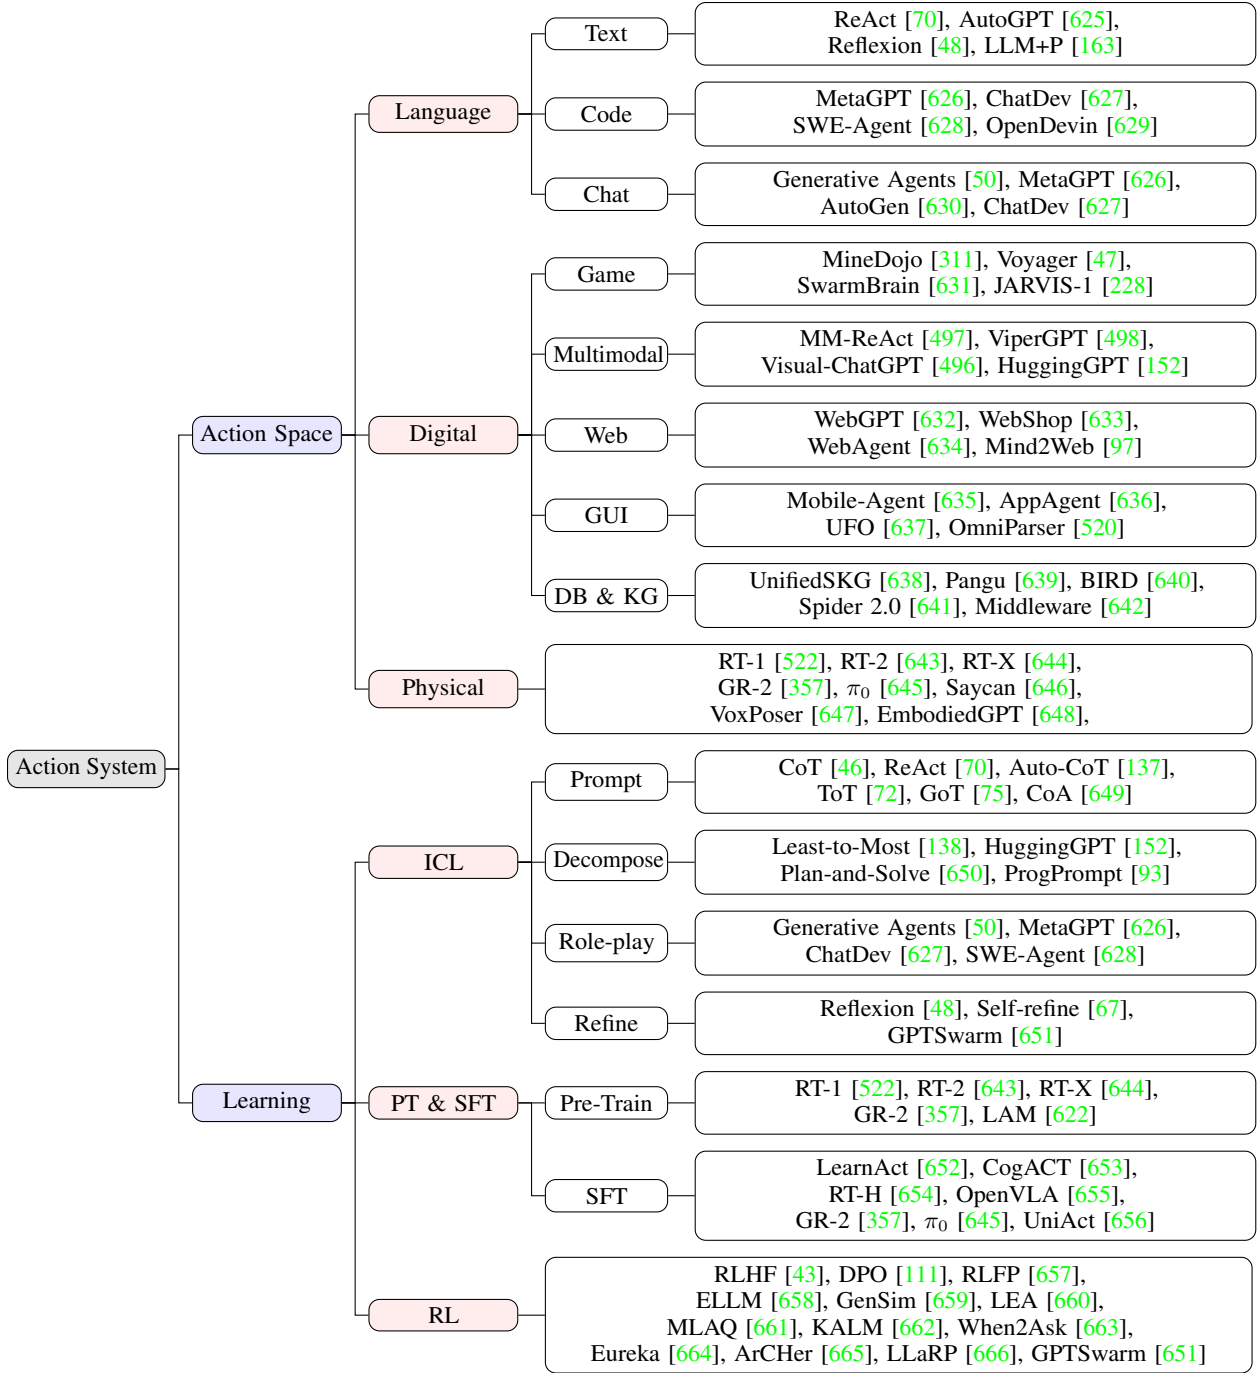 Action System
Action Space
Language
Text
ReAct [70], AutoGPT [625],
Reflexion [48], LLM+P [163]
Code
MetaGPT [626], ChatDev [627],
SWE-Agent [628], OpenDevin [629]
Chat
Generative Agents [50], MetaGPT [626],
AutoGen [630], ChatDev [627]
Digital
Game
MineDojo [311], Voyager [47],
SwarmBrain [631], JARVIS-1 [228]
Multimodal
MM-ReAct [497], ViperGPT [498],
Visual-ChatGPT [496], HuggingGPT [152]
Web
WebGPT [632], WebShop [633],
WebAgent [634], Mind2Web [97]
GUI
Mobile-Agent [635], AppAgent [636],
UFO [637], OmniParser [520]
DB & KG
UnifiedSKG [638], Pangu [639], BIRD [640],
Spider 2.0 [641], Middleware [642]
Physical
RT-1 [522], RT-2 [643], RT-X [644],
GR-2 [357], π₀ [645], Saycan [646],
VoxPoser [647], EmbodiedGPT [648],
Learning
ICL
Prompt
CoT [46], ReAct [70], Auto-CoT [137],
ToT [72], GoT [75], CoA [649]
Decompose
Least-to-Most [138], HuggingGPT [152],
Plan-and-Solve [650], ProgPrompt [93]
Role-play
Generative Agents [50], MetaGPT [626],
ChatDev [627], SWE-Agent [628]
Refine
Reflexion [48], Self-refine [67],
GPTSwarm [651]
PT & SFT
Pre-Train
RT-1 [522], RT-2 [643], RT-X [644],
GR-2 [357], LAM [622]
SFT
LearnAct [652], CogACT [653],
RT-H [654], OpenVLA [655],
GR-2 [357], π₀ [645], UniAct [656]
RL
RLHF [43], DPO [111], RLFP [657],
ELLM [658], GenSim [659], LEA [660],
MLAQ [661], KALM [662], When2Ask [663],
Eureka [664], ArCHer [665], LLaRP [666], GPTSwarm [651]